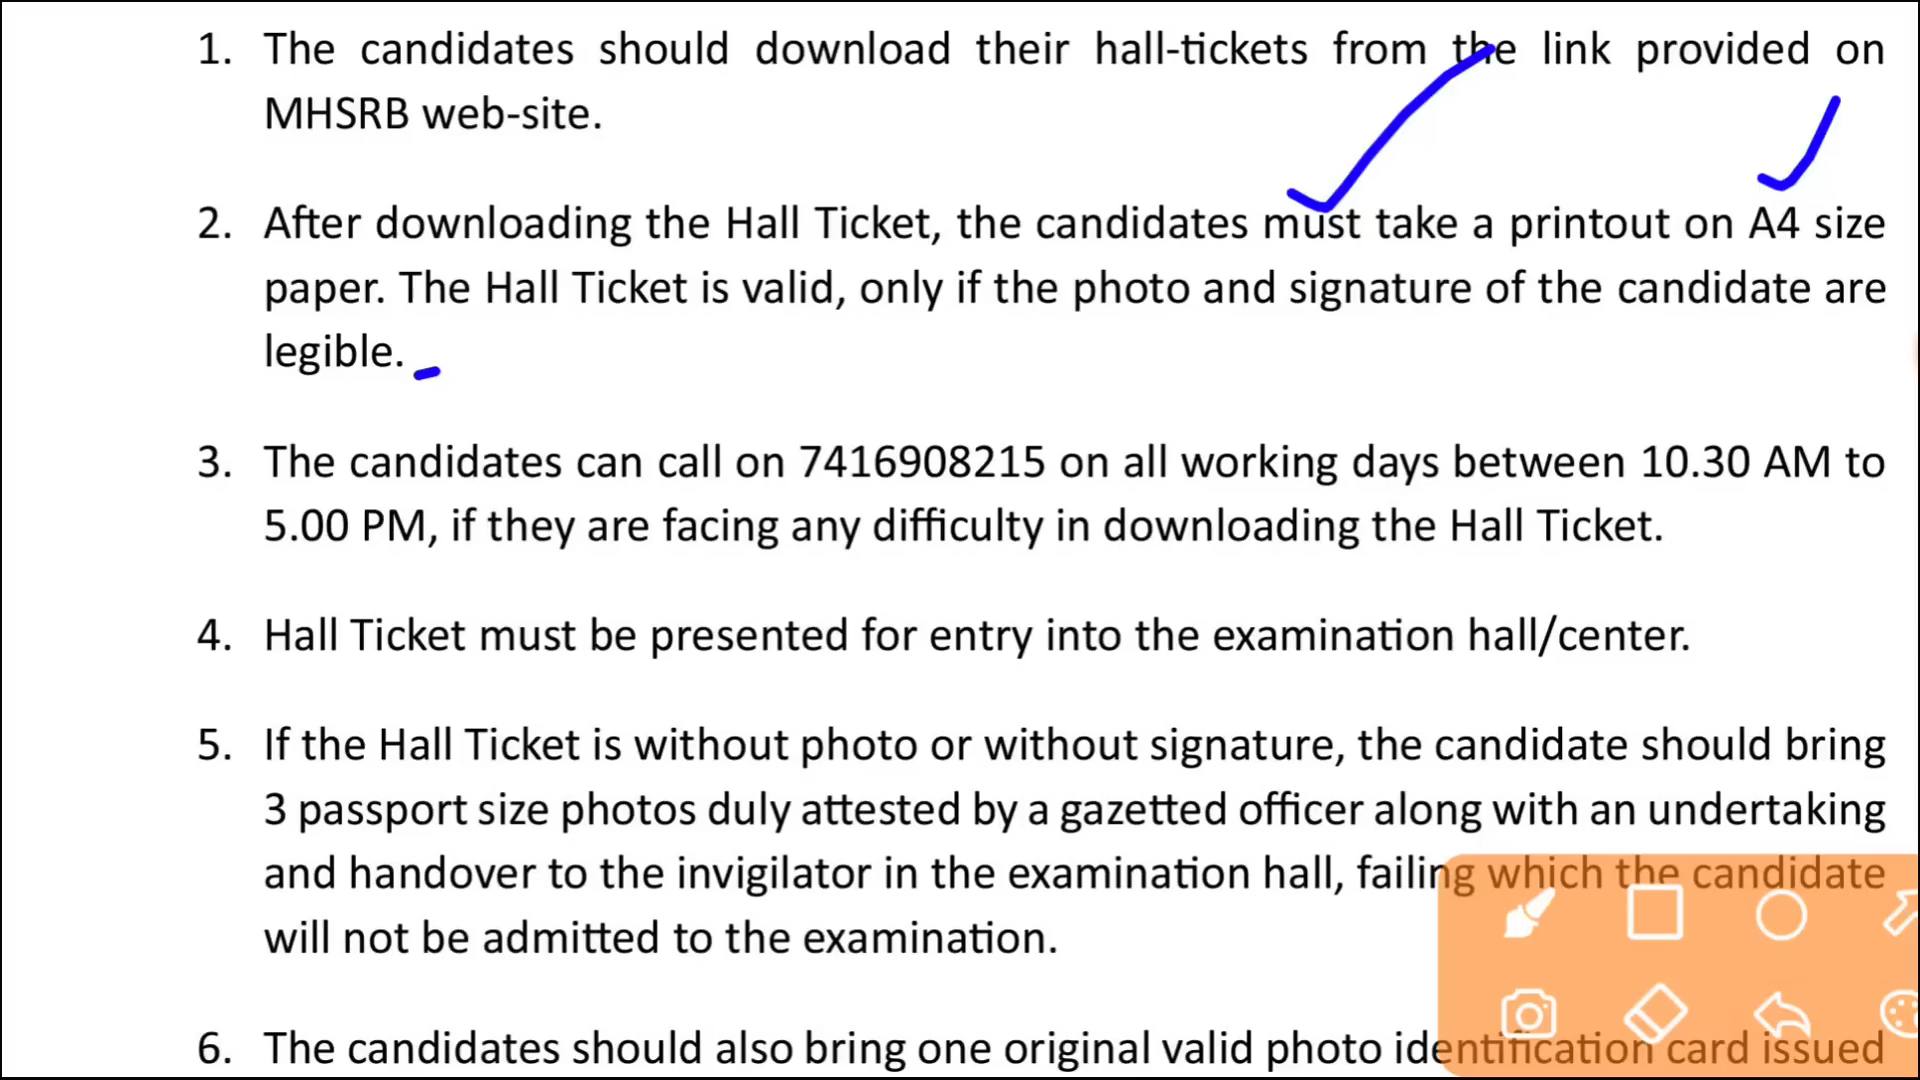 1. The candidates should download their hall-tickets from the link provided on
MHSRB web-site.
2. After downloading the Hall Ticket, the candidates must take a printout on A4 size
paper. The Hall Ticket is valid, only if the photo and signature of the candidate are
legible.
3. The candidates can call on 7416908215 on all working days between 10.30 AM to
5.00 PM, if they are facing any difficulty in downloading the Hall Ticket.
4. Hall Ticket must be presented for entry into the examination hall/center.
5. If the Hall Ticket is without photo or without signature, the candidate should bring
3 passport size photos duly attested by a gazetted officer along with an undertaking
and handover to the invigilator in the examination hall, failing which the candidate
will not be admitted to the examination.
6. The candidates should also bring one original valid photo identification card issued